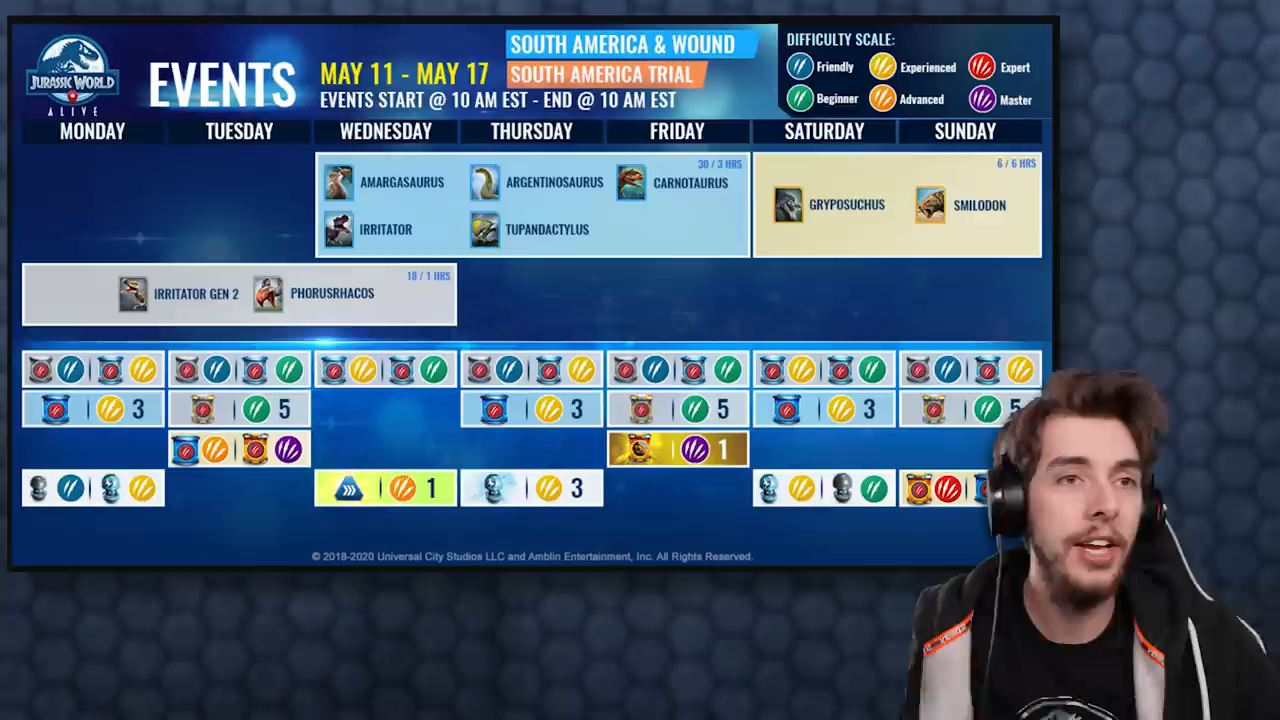 JURASSIC WORLD
ALIVE
EVENTS
SOUTH AMERICA & WOUND
MAY 11 - MAY 17
SOUTH AMERICA TRIAL
EVENTS START @ 10 AM EST - END @ 10 AM EST
DIFFICULTY SCALE:
Friendly Experienced Expert
Beginner Advanced Master
MONDAY TUESDAY WEDNESDAY THURSDAY FRIDAY SATURDAY SUNDAY
30 / 3 HRS 6 / 6 HRS
AMARGASAURUS ARGENTINOSAURUS CARNOTAURUS
GRYPOSUCHUS SMILODON
IRRITATOR TUPANDACTYLUS
18 / 1 HRS
IRRITATOR GEN 2 PHORUSRHACOS
3 5 3 5 3 5
1
1 3
© 2018-2020 Universal City Studios LLC and Amblin Entertainment, Inc. All Rights Reserved.